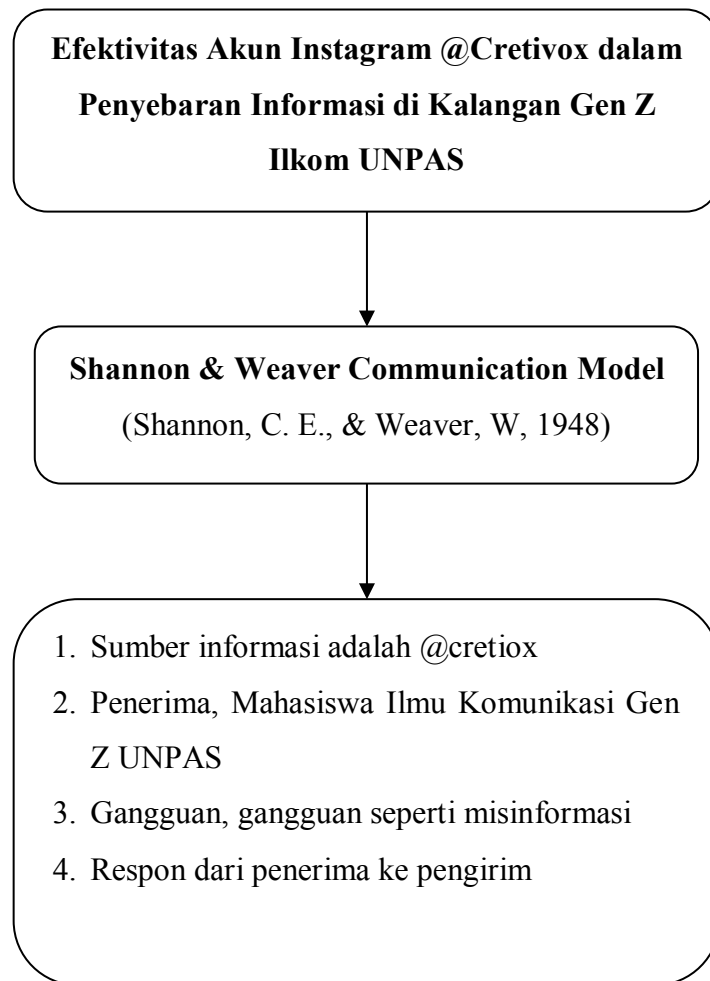 Efektivitas Akun Instagram @Cretivox dalam
Penyebaran Informasi di Kalangan Gen Z
Ilkom UNPAS
Shannon & Weaver Communication Model
(Shannon, C. E., & Weaver, W, 1948)
1. Sumber informasi adalah @cretiox
2. Penerima, Mahasiswa Ilmu Komunikasi Gen
Z UNPAS
3. Gangguan, gangguan seperti misinformasi
4. Respon dari penerima ke pengirim